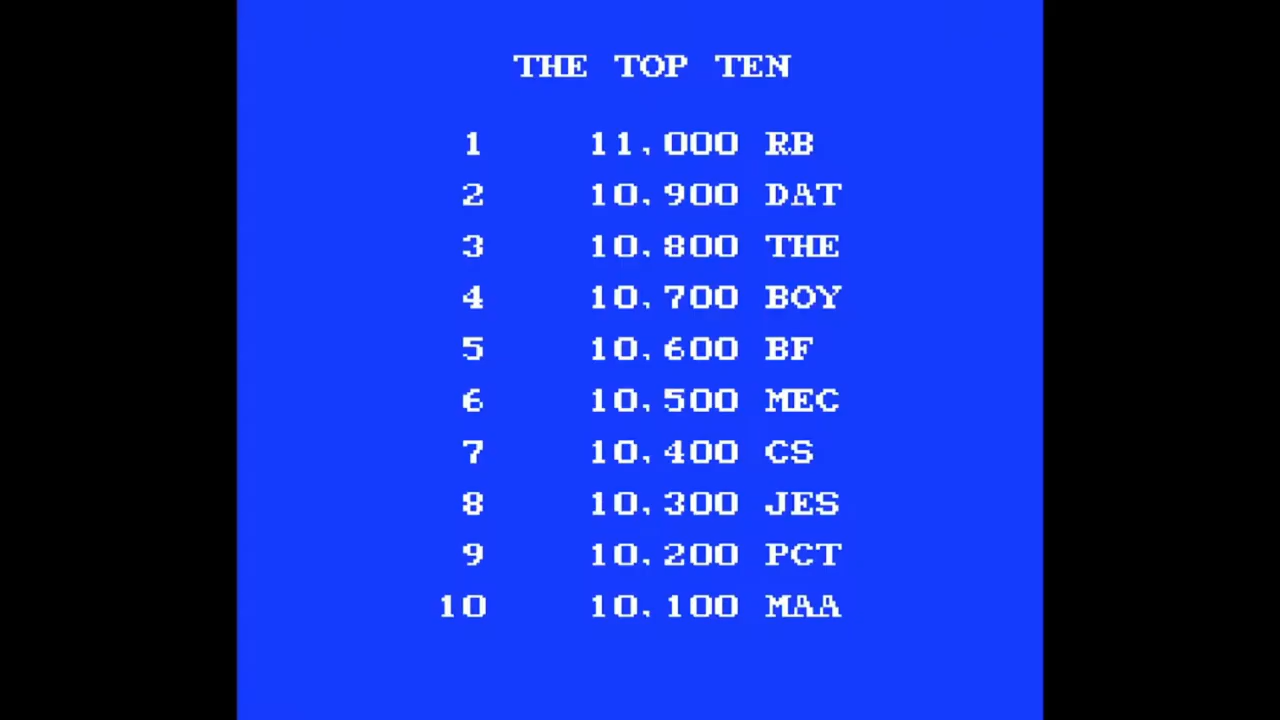 THE TOP TEN
1 11,000 RB
2 10,900 DAT
3 10,800 THE
4 10,700 BOY
5 10,600 BF
6 10,500 MEC
7 10,400 CS
8 10,300 JES
9 10,200 PCT
10 10,100 MAA